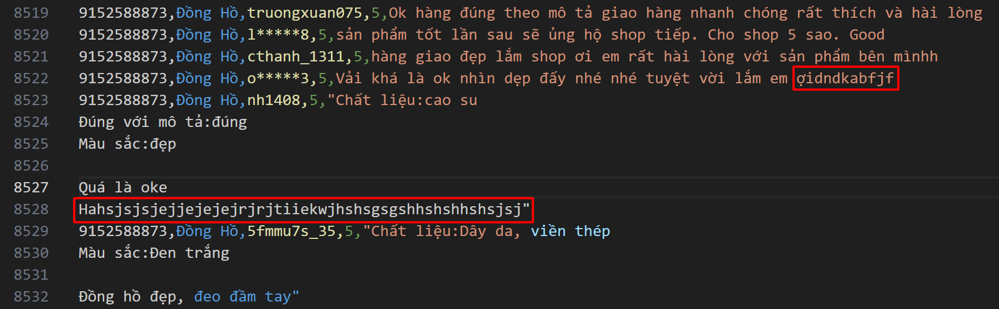 8519 9152588873,Đồng Hồ,truongxuan075,5,Ok hàng đúng theo mô tả giao hàng nhanh chóng rất thích và hài lòng
8520 9152588873,Đồng Hồ,l*****8,5,sản phẩm tốt lần sau sẽ ủng hộ shop tiếp. Cho shop 5 sao. Good
8521 9152588873,Đồng Hồ,cthanh_1311,5,hàng giao đẹp lắm shop ơi em rất hài lòng với sản phẩm bên mìnhh
8522 9152588873,Đồng Hồ,o*****3,5,Vải khá là ok nhìn dẹp đấy nhé nhé tuyệt vời lắm em ợidndkabfjf
8523 9152588873,Đồng Hồ,nh1408,5,"Chất liệu:cao su
8524 Đúng với mô tả:đúng
8525 Màu sắc:đẹp
8526
8527 Quá là oke
8528 Hahsjsjsjejjejejejrjrjtiiekwjhshsgsgshhshshhshsjsj"
8529 9152588873,Đồng Hồ,5fmmu7s_35,5,"Chất liệu:Dây da, viền thép
8530 Màu sắc:Đen trắng
8531
8532 Đồng hồ đẹp, đeo đầm tay"